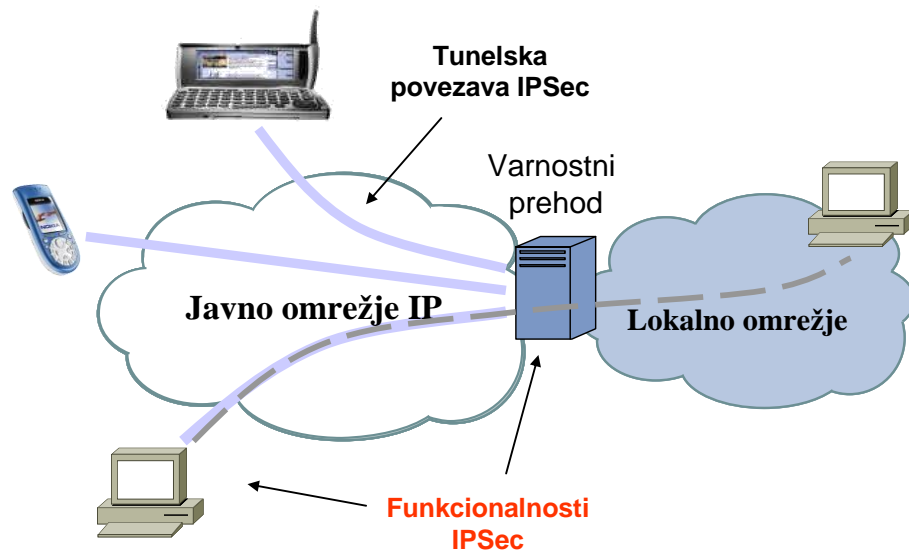 Tunelska
povezava IPSec
Varnostni
prehod
Javno omrežje IP
Lokalno omrežje
Funkcionalnosti
IPSec